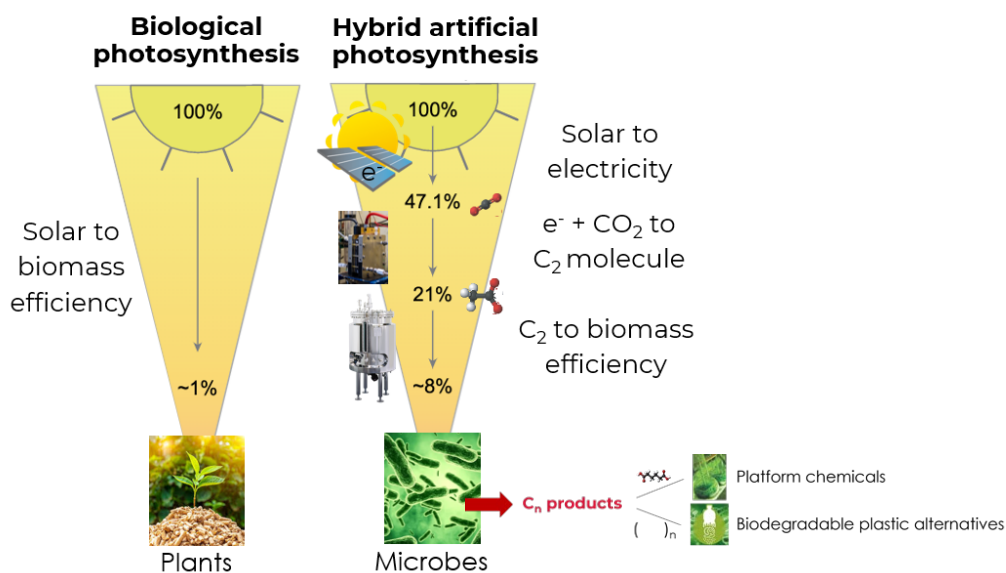 Biological
photosynthesis
Hybrid artificial
photosynthesis
100%
100%
e⁻
Solar to
electricity
47.1%
Solar to
biomass
efficiency
e⁻ + CO₂ to
C₂ molecule
21%
C₂ to biomass
efficiency
~1%
~8%
Plants
Microbes
Cₙ products
Platform chemicals
( )ₙ
Biodegradable plastic alternatives